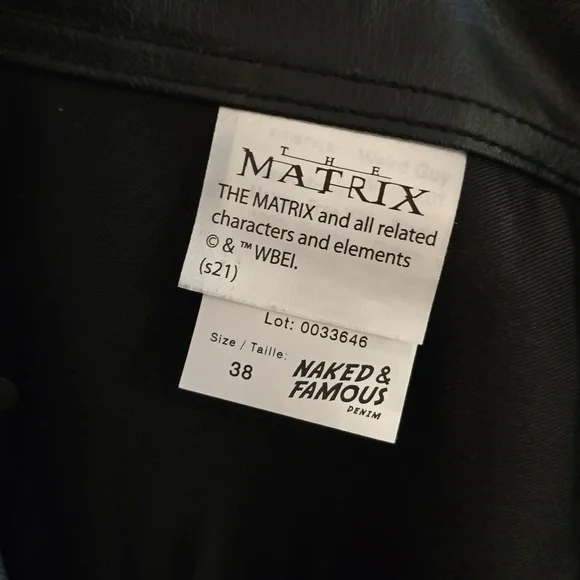 THE
MATRIX
THE MATRIX and all related
characters and elements
© & ™ WBEI.
(s21)
Lot: 0033646
Size / Taille:
38
NAKED &
FAMOUS
DENIM